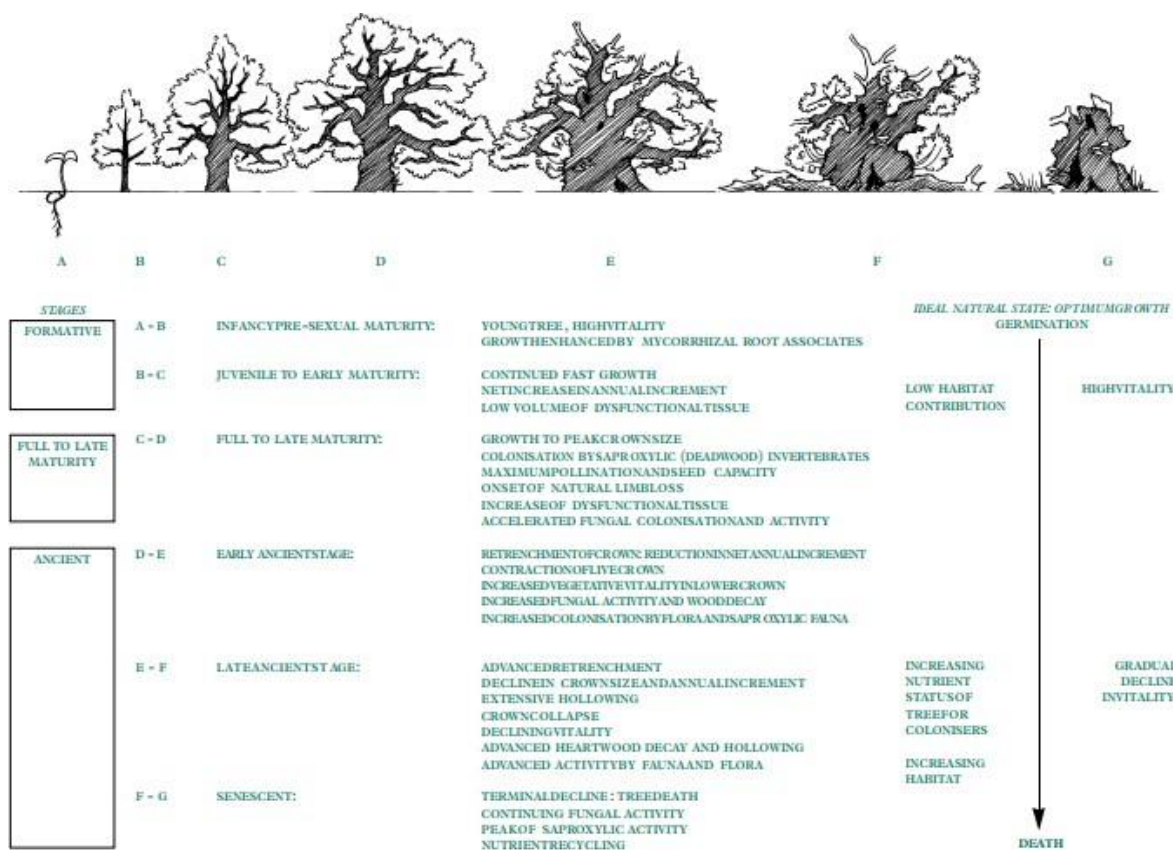 A B C D E F G
STAGES
IDEAL NATURAL STATE: OPTIMUMGROWTH
FORMATIVE
A - B INFANCYPRE-SEXUAL MATURITY: YOUNGTREE, HIGHVITALITY
GERMINATION
GROWTHENHANCEDBY MYCORRHIZAL ROOT ASSOCIATES
B - C JUVENILE TO EARLY MATURITY: CONTINUED FAST GROWTH
NETINCREASEINANNUALINCREMENT
LOW VOLUMEOF DYSFUNCTIONALTISSUE
LOW HABITAT
CONTRIBUTION
HIGHVITALITY
FULL TO LATE
MATURITY
C - D FULL TO LATE MATURITY: GROWTH TO PEAKCROWNSIZE
COLONISATION BYSAPROXYLIC (DEADWOOD) INVERTEBRATES
MAXIMUMPOLLINATIONANDSEED CAPACITY
ONSETOF NATURAL LIMBLOSS
INCREASEOF DYSFUNCTIONALTISSUE
ACCELERATED FUNGAL COLONISATIONAND ACTIVITY
ANCIENT
D - E EARLY ANCIENTSTAGE: RETRENCHMENTOFCROWN: REDUCTIONINNETANNUALINCREMENT
CONTRACTIONOFLIVECROWN
INCREASEDVEGETATIVEVITALITYINLOWERCROWN
INCREASEDFUNGAL ACTIVITYAND WOODDECAY
INCREASEDCOLONISATIONBYFLORAANDSAPROXYLIC FAUNA
E - F LATEANCIENTSTAGE: ADVANCEDRETRENCHMENT
DECLINEIN CROWNSIZEANDANNUALINCREMENT
EXTENSIVE HOLLOWING
CROWNCOLLAPSE
DECLININGVITALITY
ADVANCED HEARTWOOD DECAY AND HOLLOWING
ADVANCED ACTIVITYBY FAUNAAND FLORA
INCREASING
NUTRIENT
STATUSOF
TREEFOR
COLONISERS
INCREASING
HABITAT
GRADUAL
DECLINE
INVITALITY
F - G SENESCENT: TERMINALDECLINE: TREEDEATH
CONTINUING FUNGAL ACTIVITY
PEAKOF SAPROXYLIC ACTIVITY
NUTRIENTRECYCLING
DEATH